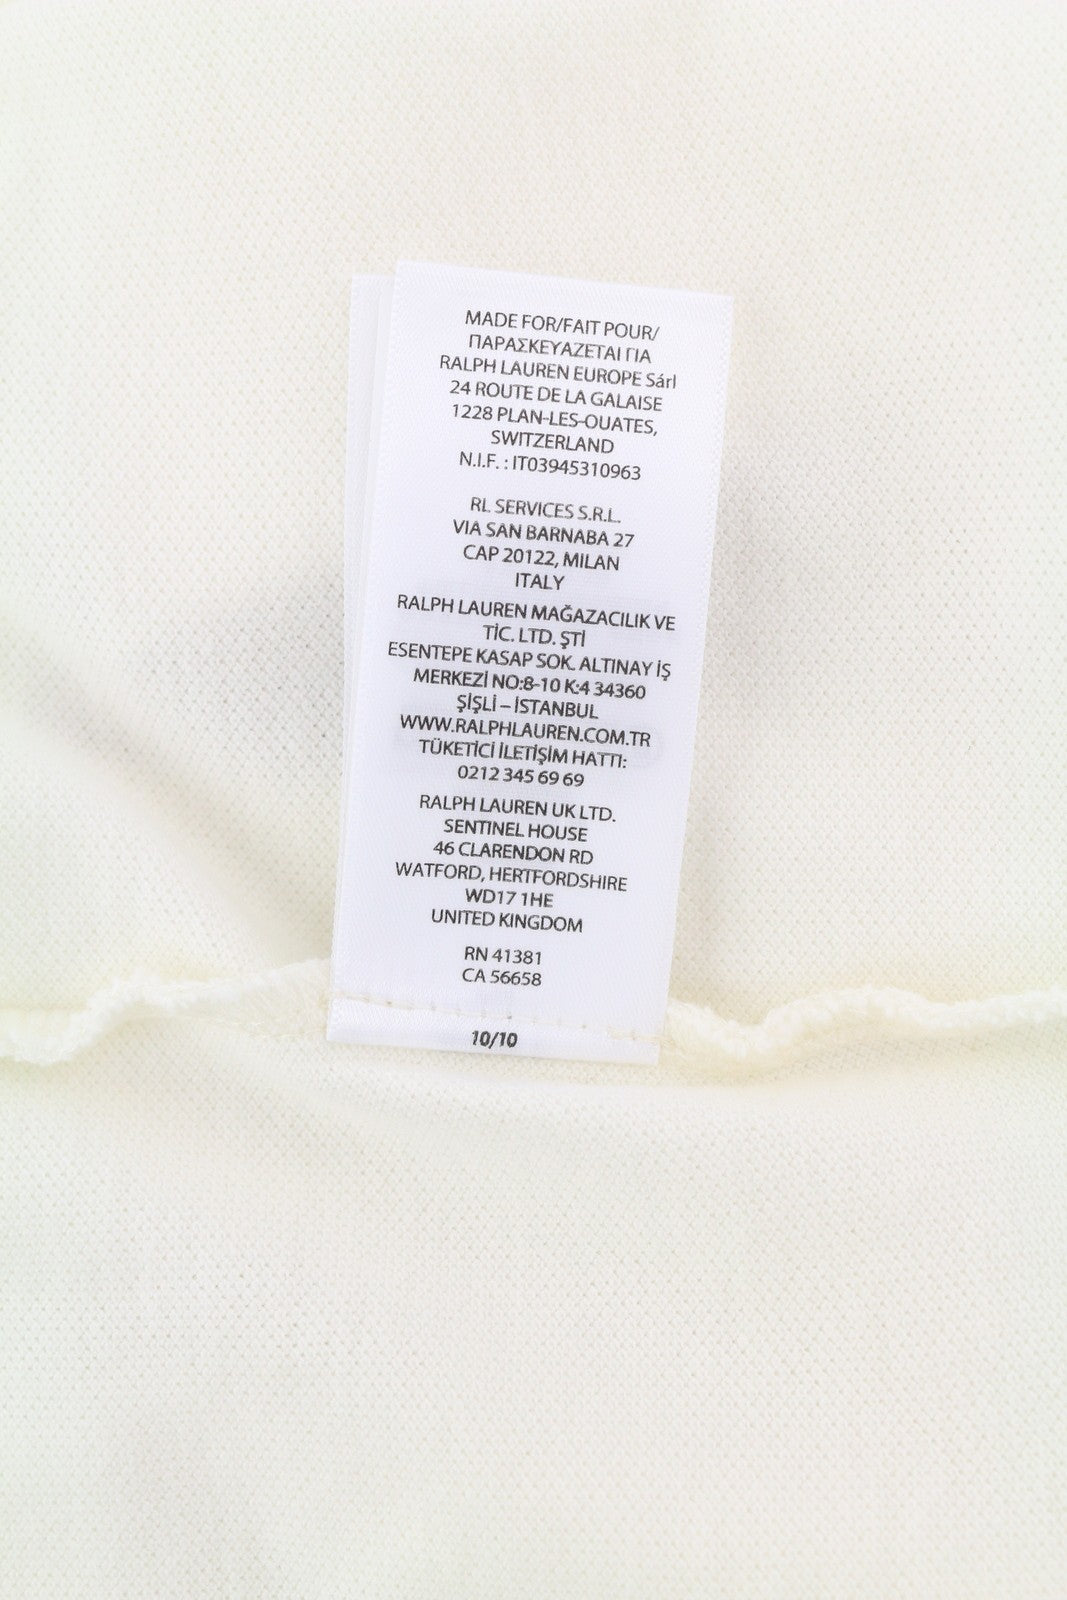 MADE FOR/FAIT POUR/
ΠΑΡΑΣΚΕΥΑΖΕΤΑΙ ΓΙΑ
RALPH LAUREN EUROPE Sárl
24 ROUTE DE LA GALAISE
1228 PLAN-LES-OUATES,
SWITZERLAND
N.I.F. : IT03945310963
RL SERVICES S.R.L.
VIA SAN BARNABA 27
CAP 20122, MILAN
ITALY
RALPH LAUREN MAĞAZACILIK VE
TİC. LTD. ŞTİ
ESENTEPE KASAP SOK. ALTINAY İŞ
MERKEZİ NO:8-10 K:4 34360
ŞİŞLİ – İSTANBUL
WWW.RALPHLAUREN.COM.TR
TÜKETİCİ İLETİŞİM HATTI:
0212 345 69 69
RALPH LAUREN UK LTD.
SENTINEL HOUSE
46 CLARENDON RD
WATFORD, HERTFORDSHIRE
WD17 1HE
UNITED KINGDOM
RN 41381
CA 56658
10/10